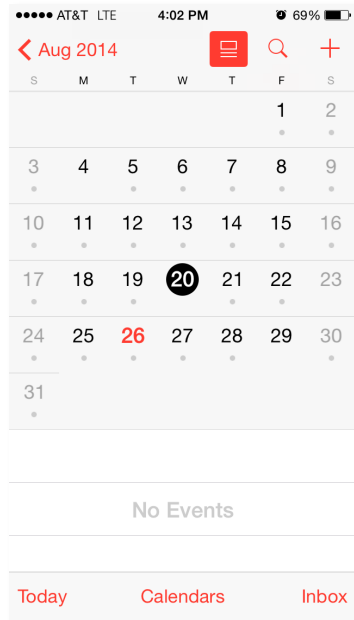 AT&T LTE 4:02 PM 69%
Aug 2014
S M T W T F S
1 2
3 4 5 6 7 8 9
10 11 12 13 14 15 16
17 18 19 20 21 22 23
24 25 26 27 28 29 30
31
No Events
Today Calendars Inbox